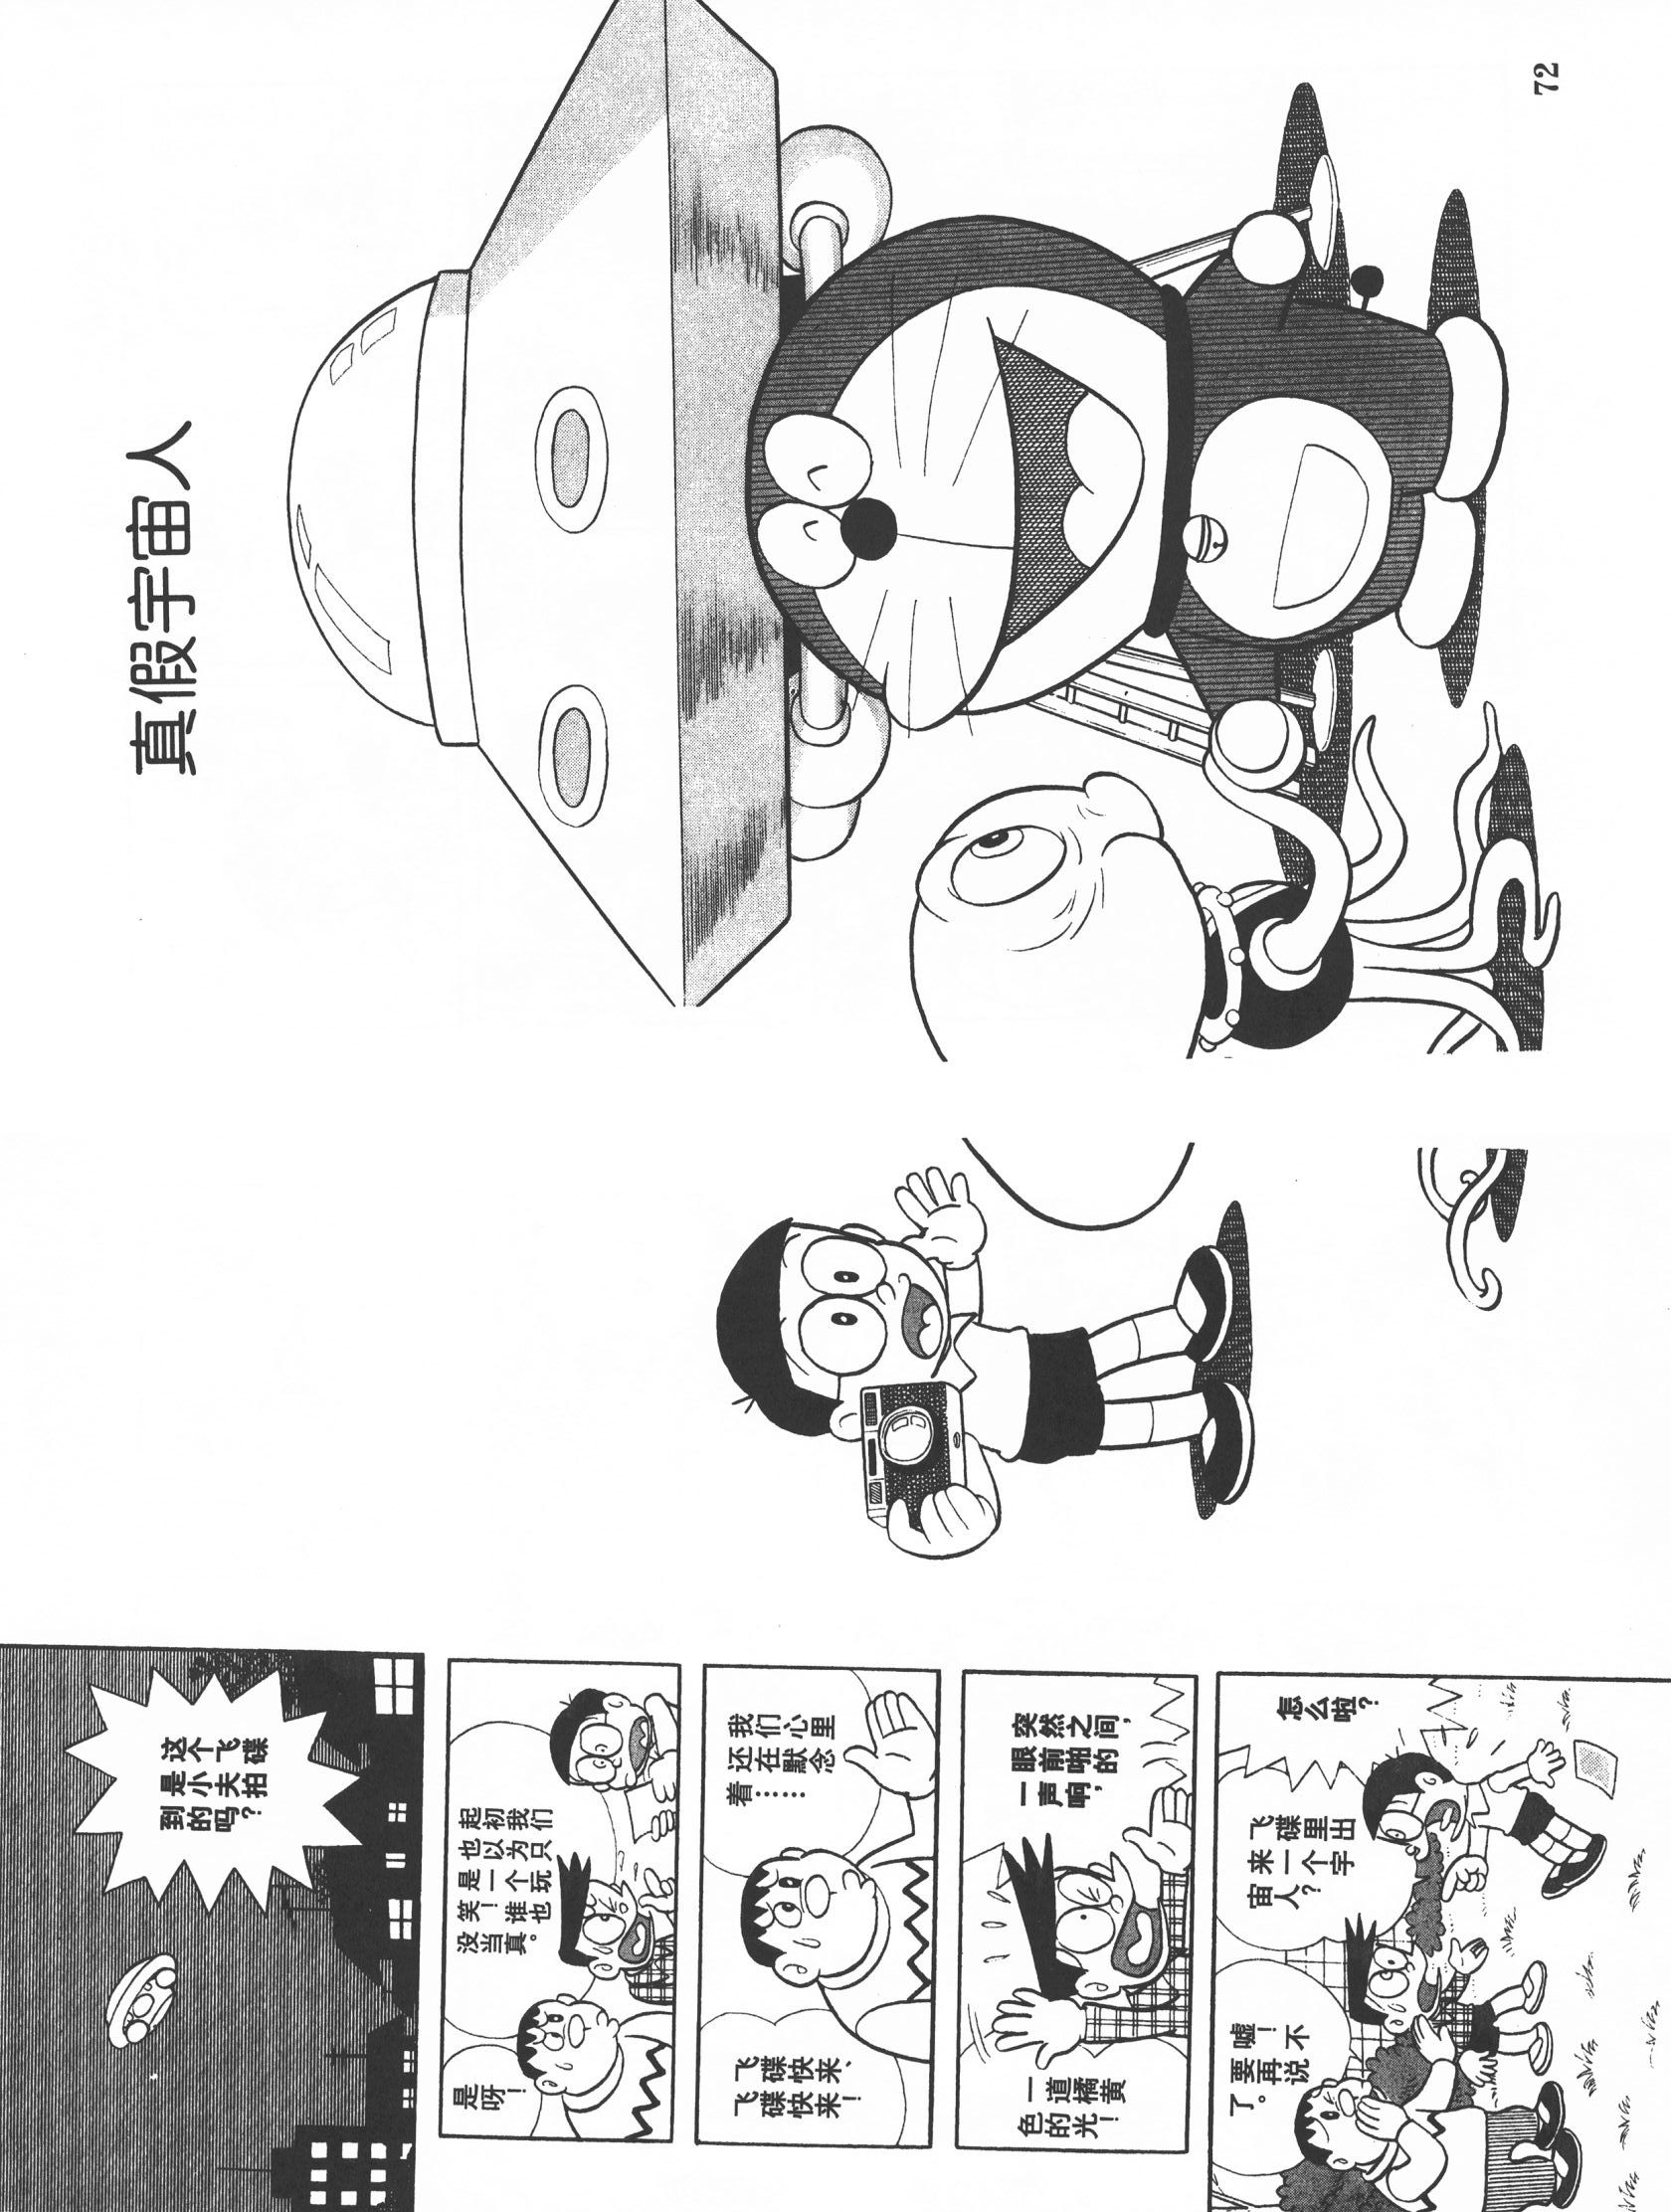 真假宇宙人
72
这个飞碟
是小夫拍
到的吗？
起初我们
也以为只
是一个玩
笑！谁也
没当真。
是呀！
我们心里
还在默念
着……
飞碟快来、
飞碟快来！
突然之间，
眼前啪的
一声响，
一道橘黄
色的光！
怎么啦？
飞碟里出
来一个宇
宙人？
嘘！不
要再说
了。